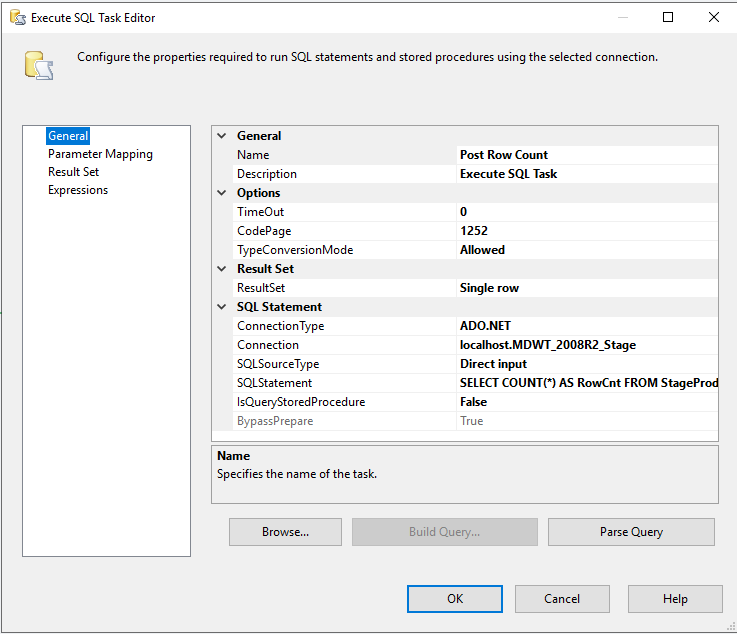 Execute SQL Task Editor
Configure the properties required to run SQL statements and stored procedures using the selected connection.
General
Parameter Mapping
Result Set
Expressions
General
Name Post Row Count
Description Execute SQL Task
Options
TimeOut 0
CodePage 1252
TypeConversionMode Allowed
Result Set
ResultSet Single row
SQL Statement
ConnectionType ADO.NET
Connection localhost.MDWT_2008R2_Stage
SQLSourceType Direct input
SQLStatement SELECT COUNT(*) AS RowCnt FROM StageProd
IsQueryStoredProcedure False
BypassPrepare True
Name
Specifies the name of the task.
Browse... Build Query... Parse Query
OK Cancel Help